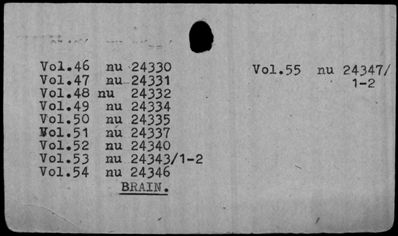 Vol.46 nu 24330
Vol.47 nu 24331
Vol.48 nu 24332
Vol.49 nu 24334
Vol.50 nu 24335
Vol.51 nu 24337
Vol.52 nu 24340
Vol.53 nu 24343/1-2
Vol.54 nu 24346
BRAIN.
Vol.55 nu 24347/
1-2